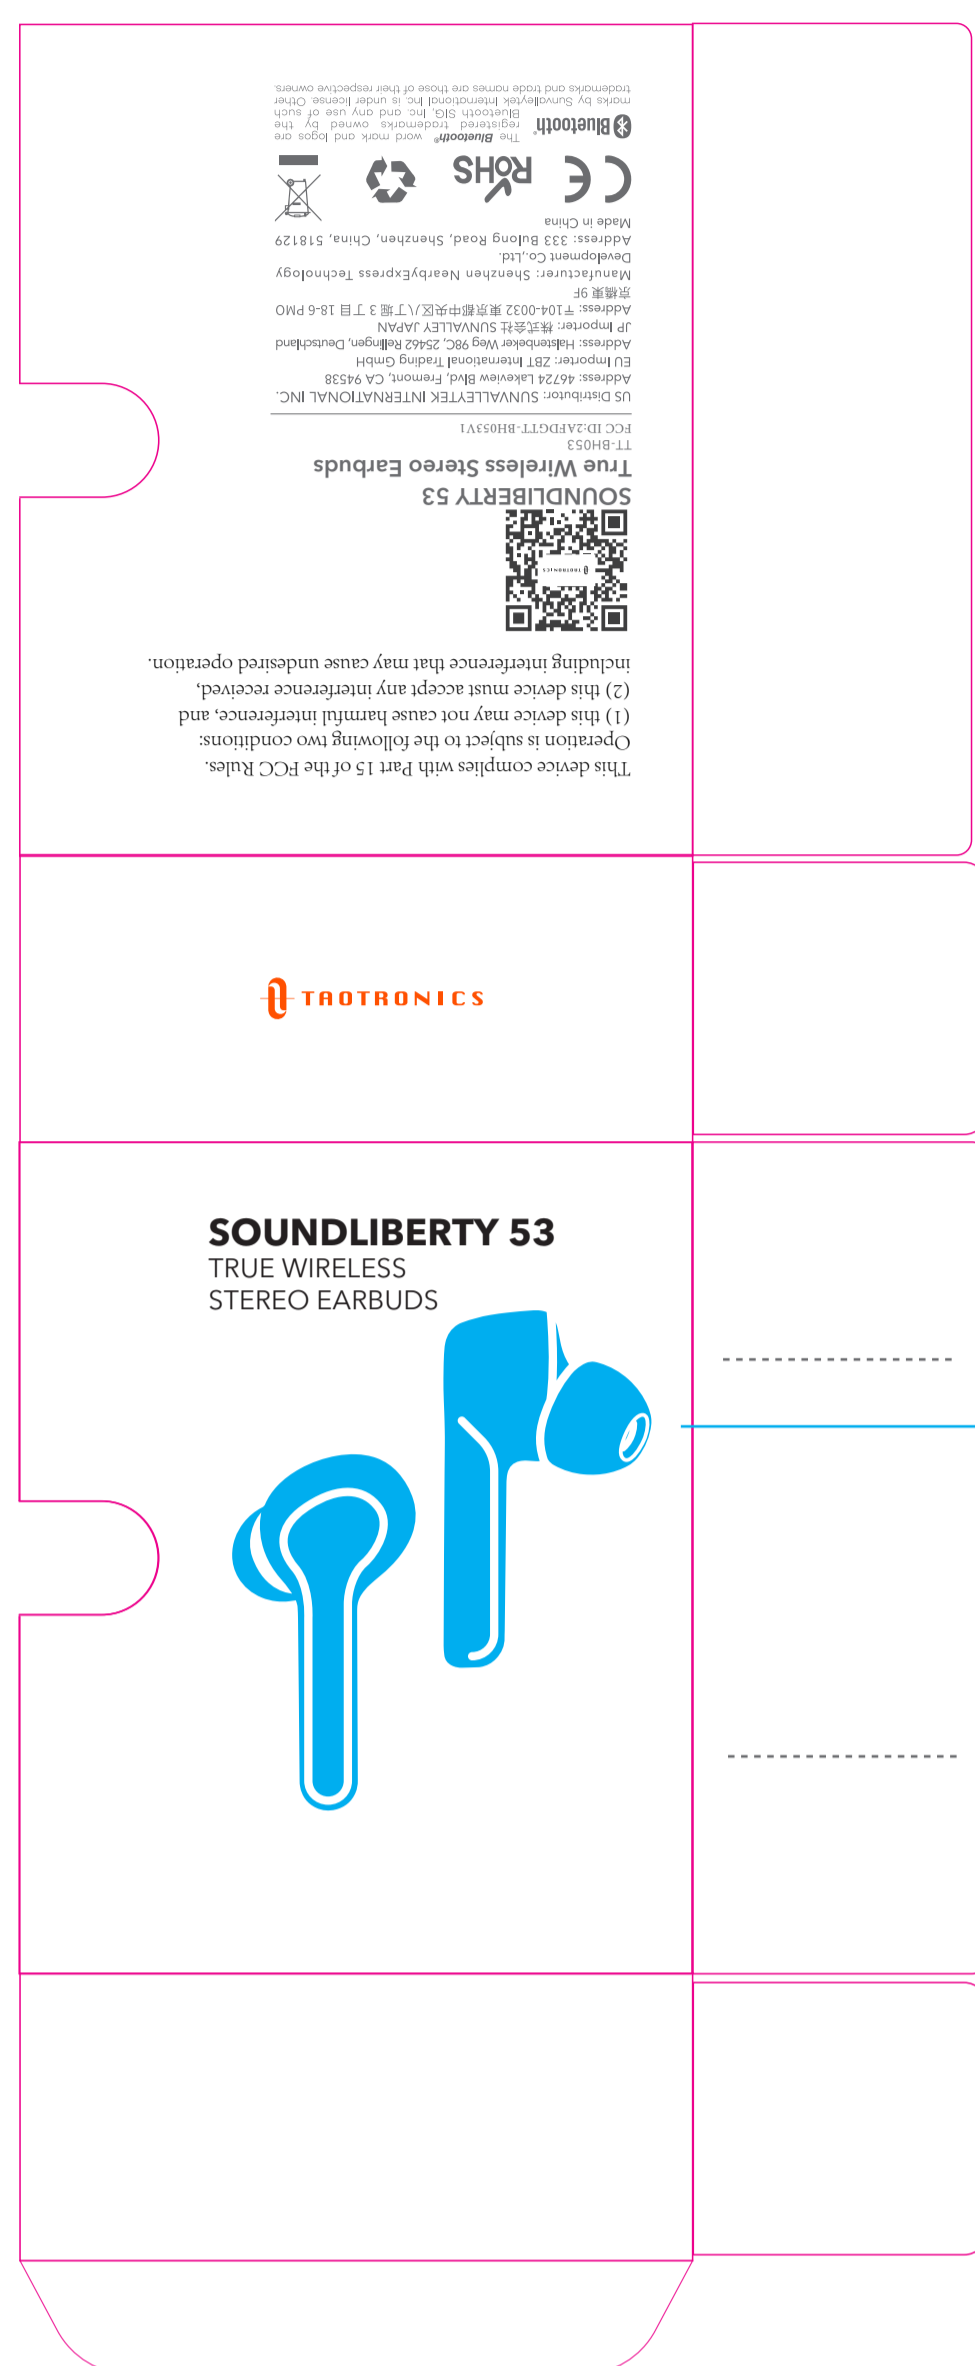 This device complies with Part 15 of the FCC Rules.
Operation is subject to the following two conditions:
(1) this device may not cause harmful interference, and
(2) this device must accept any interference received,
including interference that may cause undesired operation.
TAOTRONICS
SOUNDLIBERTY 53
True Wireless Stereo Earbuds
TT-BH053
FCC ID:2AFDGTT-BH053V1
US Distributor: SUNVALLEYTEK INTERNATIONAL INC.
Address: 46724 Lakeview Blvd, Fremont, CA 94538
EU Importer: ZBT International Trading GmbH
Address: Halstenbeker Weg 98C, 25462 Rellingen, Deutschland
JP Importer: 株式会社 SUNVALLEY JAPAN
Address: 〒104-0032 東京都中央区八丁堀 3 丁目 18-6 PMO
京橋東 9F
Manufacturer: Shenzhen NearbyExpress Technology
Development Co.,Ltd.
Address: 333 Bulong Road, Shenzhen, China, 518129
Made in China
CE RoHS
Bluetooth®
The Bluetooth® word mark and logos are
registered trademarks owned by the
Bluetooth SIG, Inc. and any use of such
marks by Sunvalleytek International Inc. is under license. Other
trademarks and trade names are those of their respective owners.
TAOTRONICS
SOUNDLIBERTY 53
TRUE WIRELESS
STEREO EARBUDS